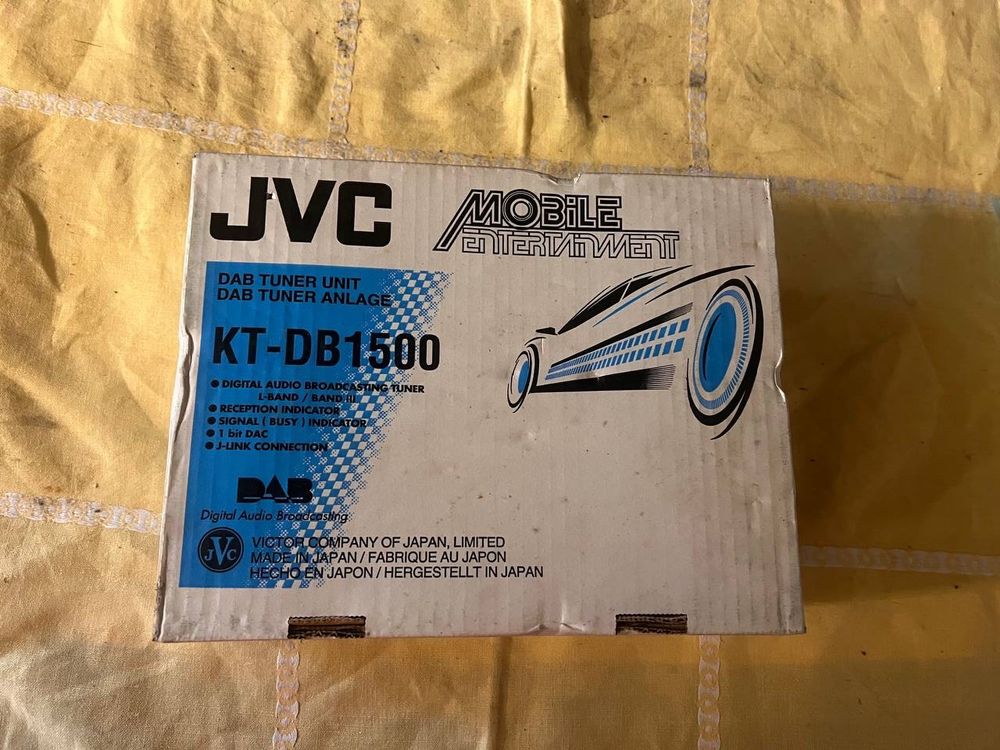 JVC
MOBILE
ENTERTAINMENT
DAB TUNER UNIT
DAB TUNER ANLAGE
KT-DB1500
● DIGITAL AUDIO BROADCASTING TUNER
L-BAND / BAND III
● RECEPTION INDICATOR
● SIGNAL ( BUSY ) INDICATOR
● 1 bit DAC
● J-LINK CONNECTION
DAB
Digital Audio Broadcasting
JVC
VICTOR COMPANY OF JAPAN, LIMITED
MADE IN JAPAN / FABRIQUE AU JAPON
HECHO EN JAPON / HERGESTELLT IN JAPAN